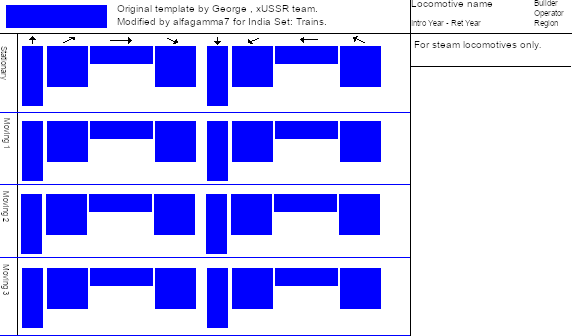 Original template by George , xUSSR team.
Modified by alfagamma7 for India Set: Trains.
Locomotive name
Builder
Operator
Intro Year - Ret Year
Region
For steam locomotives only.
Stationary
Moving 1
Moving 2
Moving 3